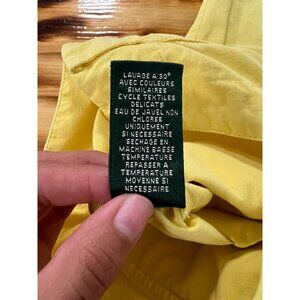 LAVAGE A 30°
AVEC COULEURS
SIMILAIRES
CYCLE TEXTILES
DELICATS
EAU DE JAVEL NON
CHLOREE
UNIQUEMENT
SI NECESSAIRE
SECHAGE EN
MACHINE BASSE
TEMPERATURE
REPASSER A
TEMPERATURE
MOYENNE SI
NECESSAIRE